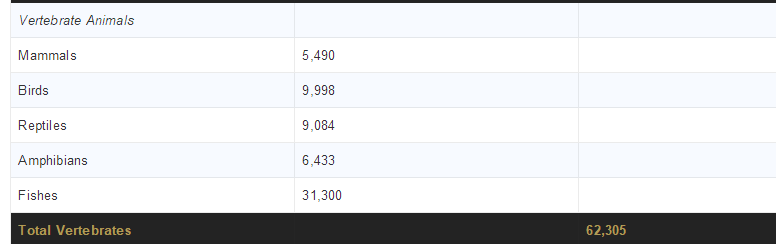 Vertebrate Animals
Mammals 5,490
Birds 9,998
Reptiles 9,084
Amphibians 6,433
Fishes 31,300
Total Vertebrates 62,305